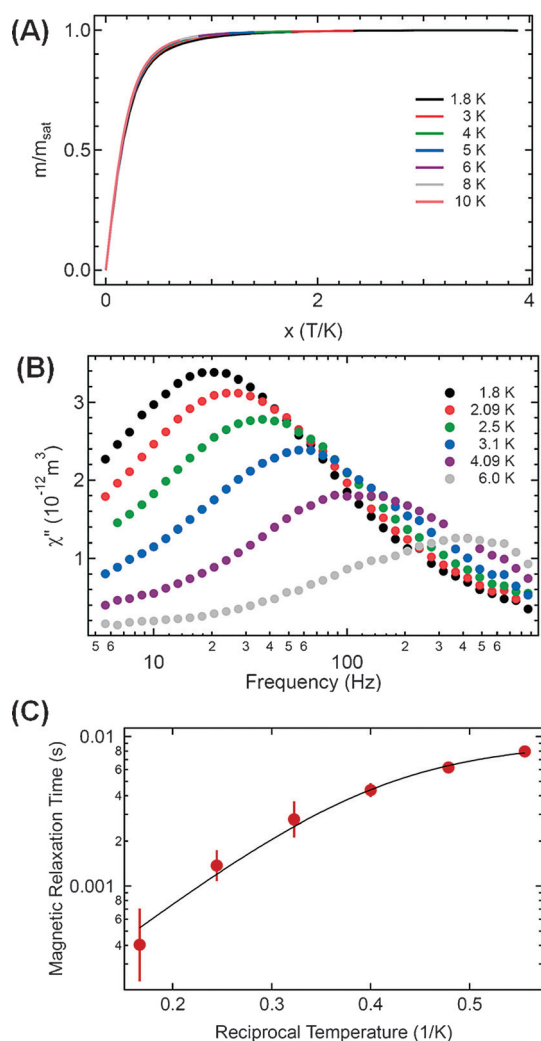 (A)
1.0
0.5
0.0
m/msat
0
2
4
x (T/K)
1.8 K
3 K
4 K
5 K
6 K
8 K
10 K
(B)
3
2
1
χ'' (10⁻¹²m³)
1.8 K
2.09 K
2.5 K
3.1 K
4.09 K
6.0 K
5 6 10 2 3 4 5 6 100 2 3 4 5 6
Frequency (Hz)
(C)
0.01
8
6
4
2
0.001
8
6
4
Magnetic Relaxation Time (s)
0.2 0.3 0.4 0.5
Reciprocal Temperature (1/K)